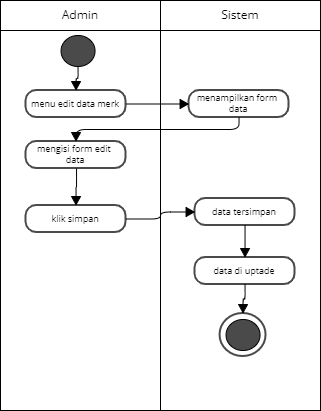 Admin
Sistem
menu edit data merk
menampilkan form
data
mengisi form edit
data
klik simpan
data tersimpan
data di uptade